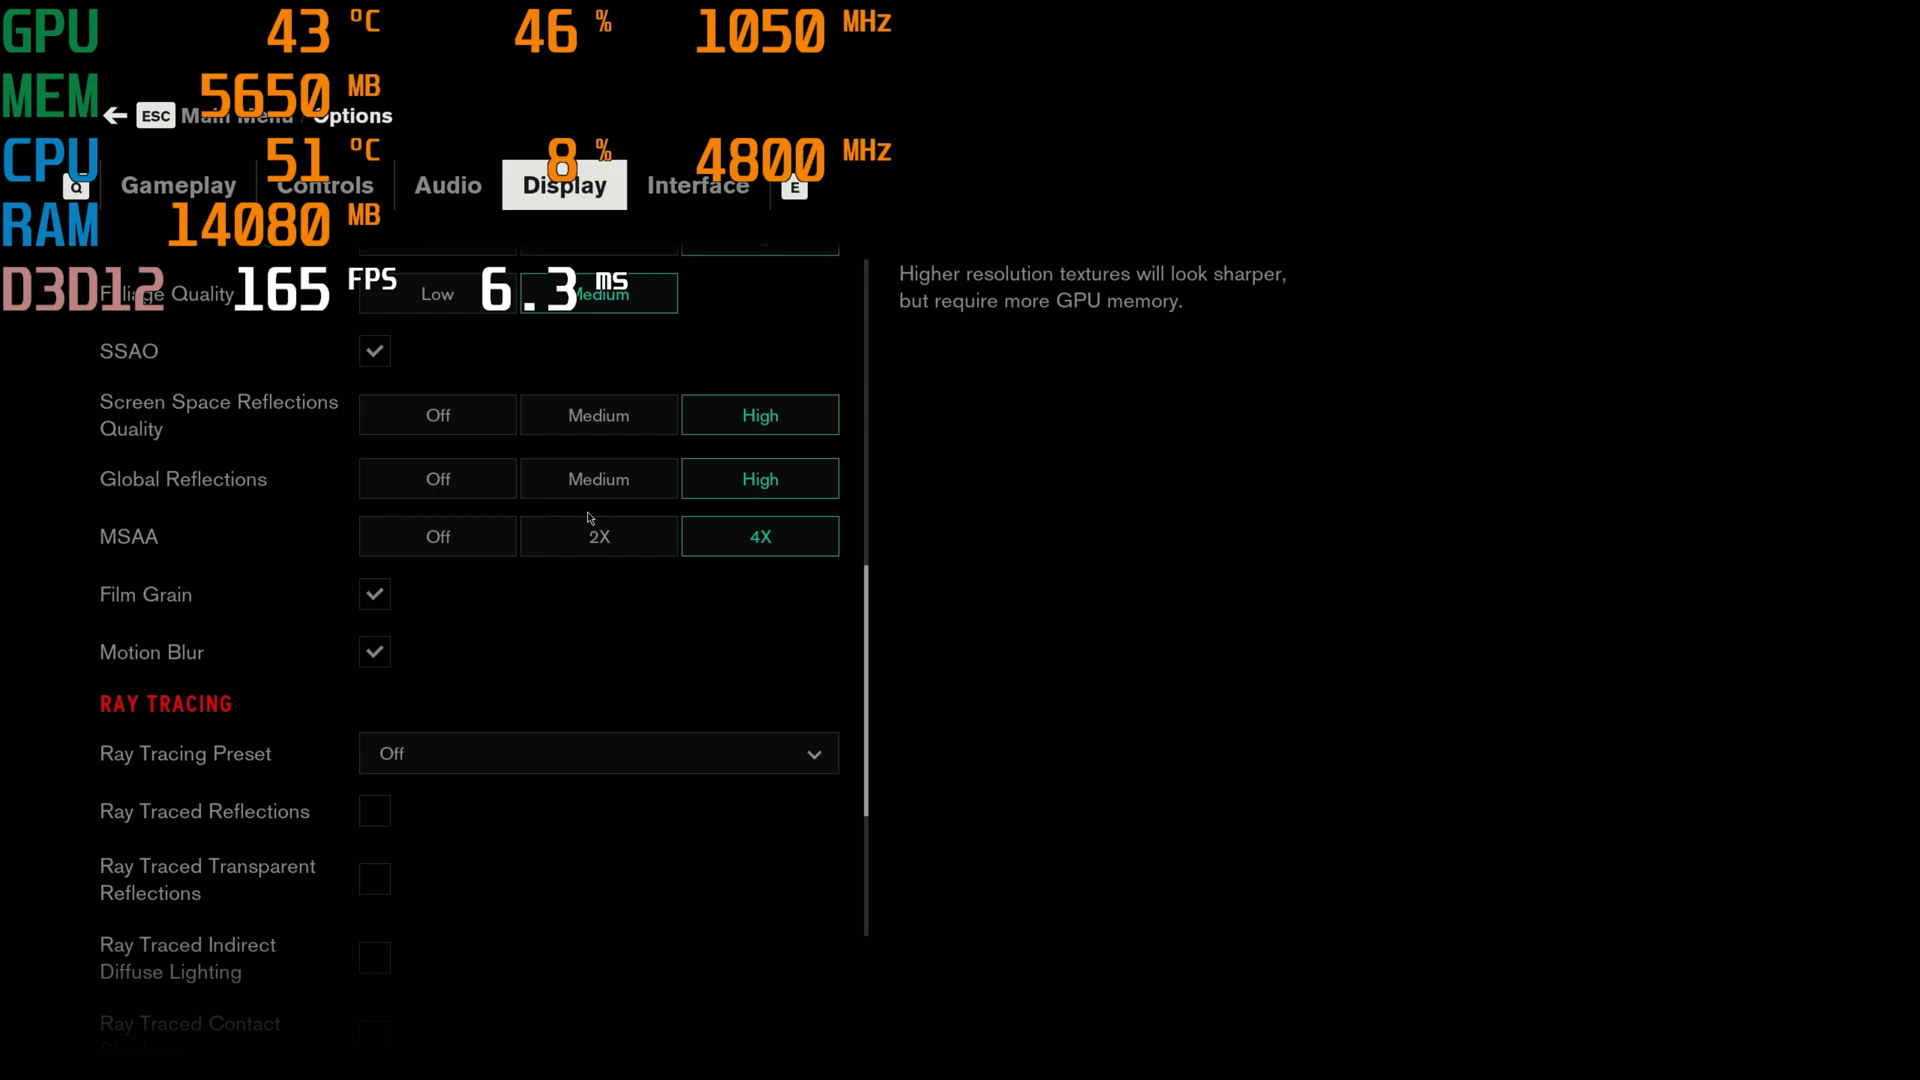 GPU 43 °C 46 % 1050 MHz
MEM 5650 MB
ESC Main Menu / Options
CPU 51 °C 8 % 4800 MHz
Q Gameplay Controls Audio Display Interface E
RAM 14080 MB
D3D12 165 FPS 6.3 ms
Foliage Quality Low Medium
Higher resolution textures will look sharper,
but require more GPU memory.
SSAO
Screen Space Reflections
Quality
Off Medium High
Global Reflections Off Medium High
MSAA Off 2X 4X
Film Grain
Motion Blur
RAY TRACING
Ray Tracing Preset Off
Ray Traced Reflections
Ray Traced Transparent
Reflections
Ray Traced Indirect
Diffuse Lighting
Ray Traced Contact